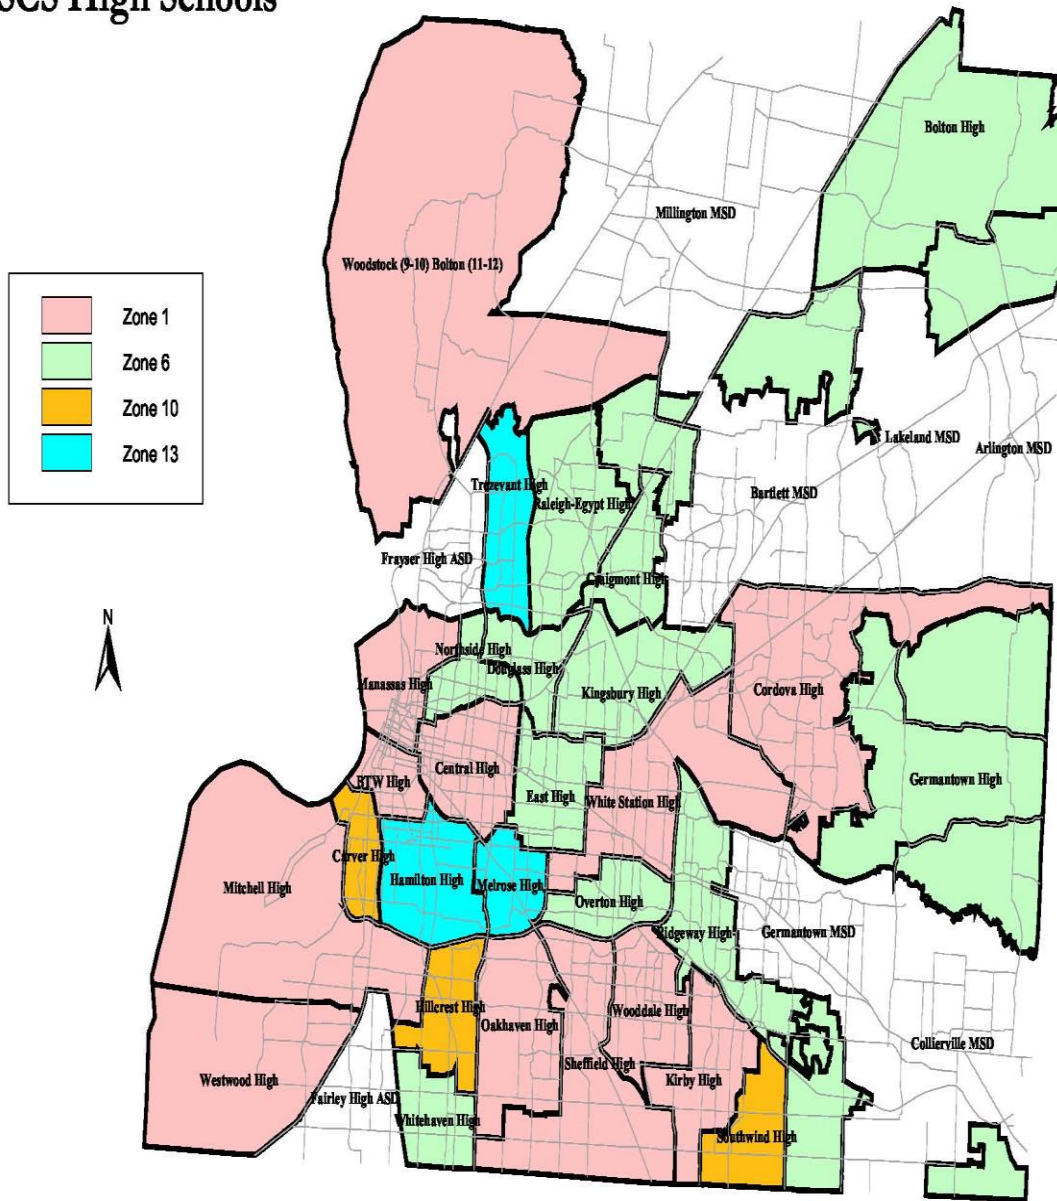 SCS High Schools
Bolton High
Millington MSD
Woodstock (9-10) Bolton (11-12)
Zone 1
Zone 6
Zone 10
Zone 13
Lakeland MSD
Arlington MSD
Trezevant High
Bartlett MSD
Raleigh-Egypt High
Frayser High ASD
Craigmont High
N
Northside High
Douglass High
Manassas High
Kingsbury High
Cordova High
Central High
BTW High
Germantown High
East High
White Station High
Carver High
Mitchell High
Hamilton High
Melrose High
Overton High
Ridgeway High
Germantown MSD
Hillcrest High
Wooddale High
Oakhaven High
Collierville MSD
Sheffield High
Westwood High
Kirby High
Fairley High ASD
Whitehaven High
Southwind High